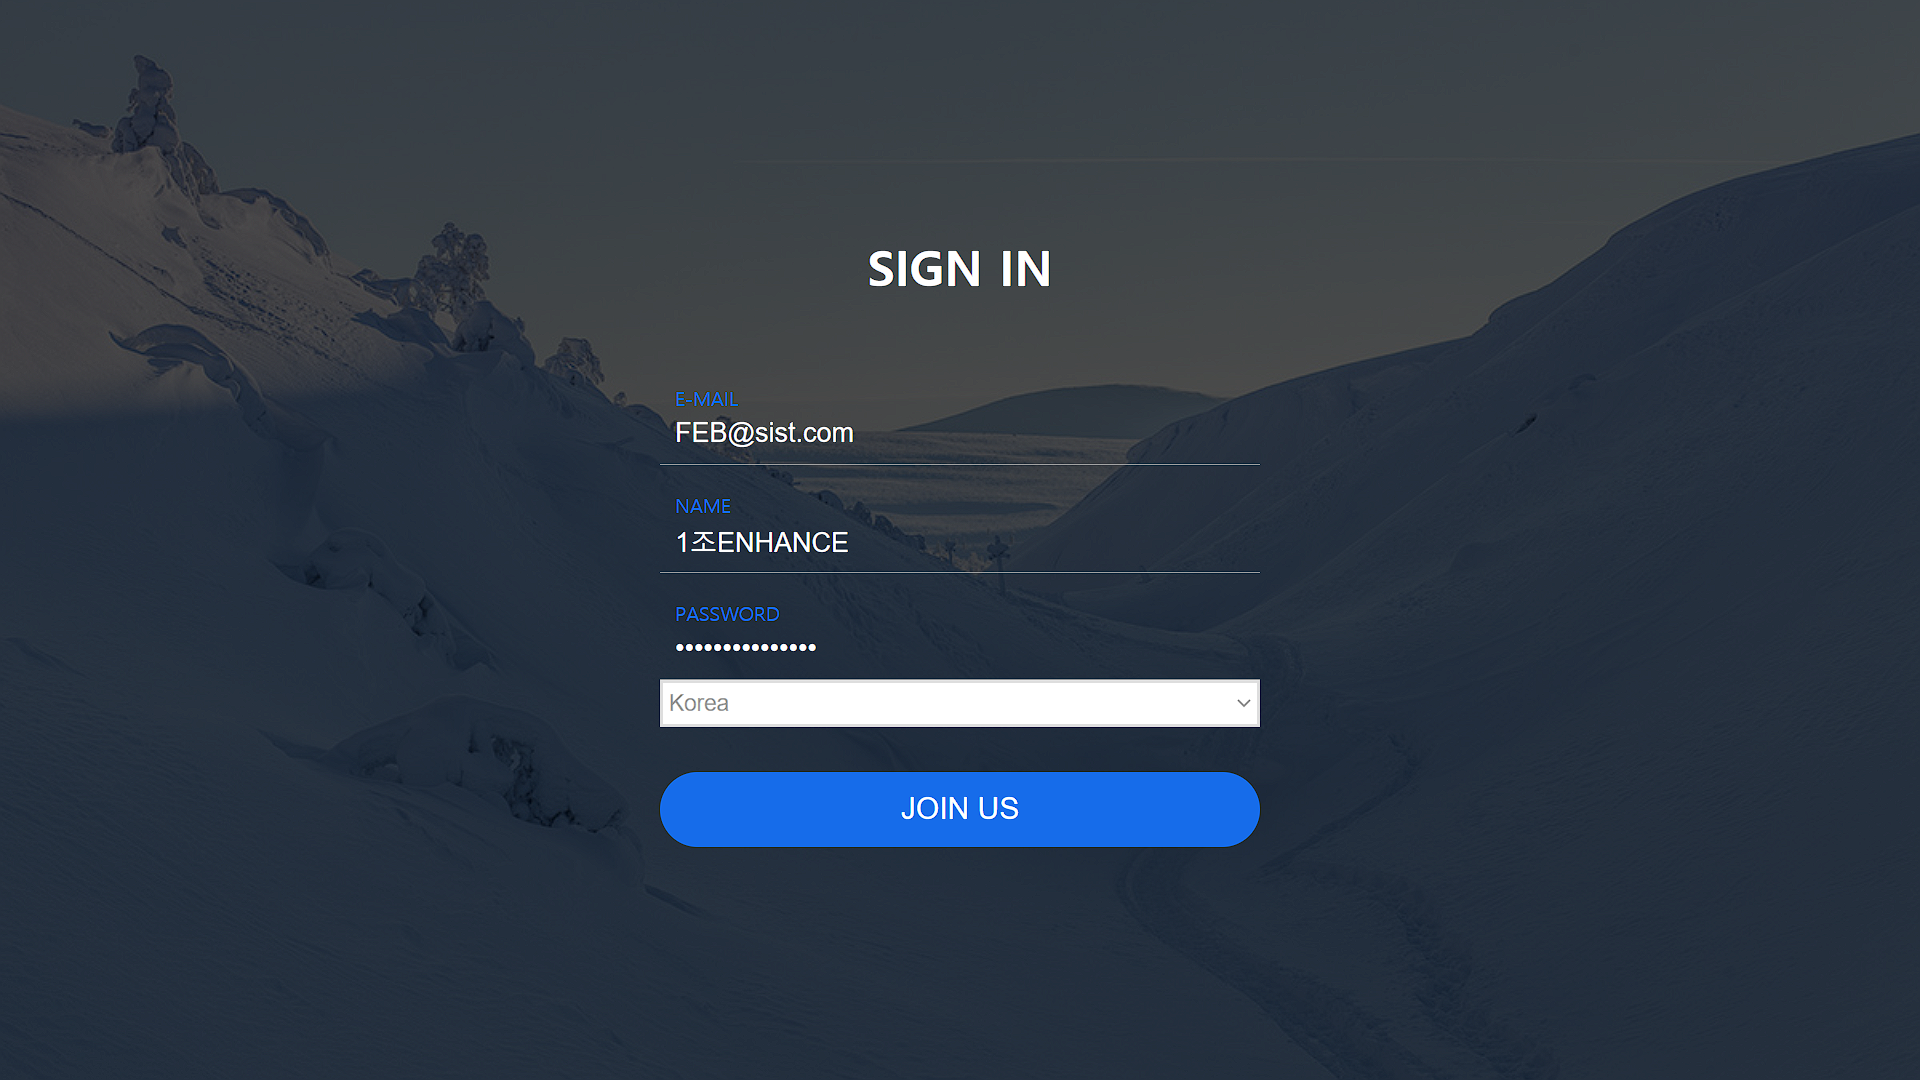 SIGN IN
E-MAIL
FEB@sist.com
NAME
1조ENHANCE
PASSWORD
•••••••••••••••
Korea
JOIN US